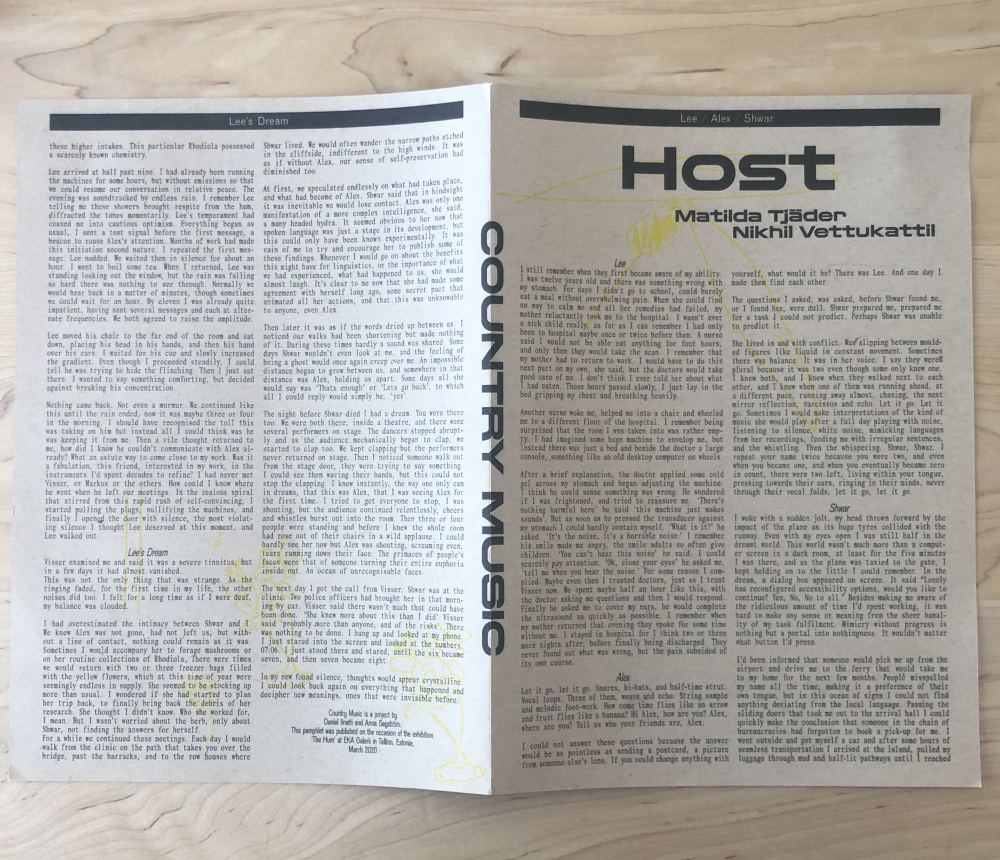 Lee's Dream
these higher intakes. This particular Rhodiola possessed
a scarcely known chemistry.
Lee arrived at half past nine. I had already been running
the machines for some hours, but without emissions so that
we could resume our conversation in relative peace. The
evening was soundtracked by endless rain. I remember Lee
telling me these showers brought respite from the hum,
diffracted the tones momentarily. Lee's temperament had
coaxed me into cautious optimism. Everything began as
usual, I sent a test signal before the first message, a
beacon to rouse Alex's attention. Months of work had made
this initiation second nature. I repeated the first mes-
sage. Lee nodded. We waited then in silence for about an
hour. I went to boil some tea. When I returned, Lee was
standing looking out the window, but the rain was falling
so hard there was nothing to see through. Normally we
would hear back in a matter of minutes, though sometimes
we could wait for an hour. By eleven I was already quite
impatient, having sent several messages and each at alter-
nate frequencies. We both agreed to raise the amplitude.
Lee moved his chair to the far end of the room and sat
down, placing his head in his hands, and then his hand
over his ears. I waited for his cue and slowly increased
the gradient. Even though I preceeded steadily, I could
tell he was trying to hide the flinching. Then I just sat
there. I wanted to say something comforting, but decided
against breaking his concentration
Nothing came back. Not even a murmur. We continued like
this until the rain ended, now it was maybe three or four
in the morning. I should have recognised the tell this
was taking on him but instead all I could think he was
keeping it from me. Then a vile thought returned to
me, how did I know he couldn't communicate with Alex al-
ready? What an astute way to come close to my work. Was it
a fabulation, this friend, interested in my work, in the
instruments I'd spent decades to refine? I had never met
Visser, or Markus or the others. How could I know where
he went when he left our meetings. In the zealous spiral
that stirred from this rapid rush of self-convincing, I
started pulling the plugs, nullifying the machines, and
finally I opened the door with silence, the most violat-
ing silence I thought Lee deserved at this moment, and
Lee walked out.
Lee's Dream
Visser examined me and said it was a severe tinnitus, but
in a few days it had almost vanished.
This was not the only thing that was strange. As the
ringing faded, for the first time in my life, the other
noises did too. I felt for a long time as if I were deaf,
my balance was clouded.
I had overestimated the intimacy between Shwar and I.
We knew Alex was not gone, had not left us, but with-
out a line of contact, nothing could remain as it was.
Sometimes I would accompany her to forage mushrooms or
on her routine collections of Rhodiola, There were times
we would return with two or three freezer bags filled
with the yellow flowers, which at this time of year were
seemingly endless in supply. She seemed to be stocking up
more than usual. I wondered if she had started to plan
her trip back, to finally bring back the debris of her
research. She thought I didn't know. Who she worked for,
I mean. But I wasn't worried about the herb, only about
Shwar, not finding the answers for herself.
For a while we continued these meetings. Each day I would
walk from the clinic on the path that takes you over the
bridge, past the barracks, and to the row houses where
Shwar lived. We would often wander the narrow paths etched
in the cliffside, indifferent to the high winds. It was
as if without Alex, our sense of self-preservation had
diminished too.
At first, we speculated endlessly on what had taken place,
and what had become of Alex. Shwar said that in hindsight
it was inevitable we would lose contact. Alex was only one
manifestation of a more complex intelligence, she said,
a many headed hydra. It seemed obvious to her now that
spoken language was just a stage in its development, but
this could only have been known experimentally. It was
vain of me to try and encourage her to publish some of
these findings. Whenever I would go on about the benefits
this might have for linguistics, or the importance of what
we had experienced, what had happened to us, she would
almost laugh. It's clear to me now that she had made some
agreement with herself long ago, some secret pact that
animated all her actions, and that this was unknowable
to anyone, even Alex
Then later it was as if the words dried up between us. I
noticed our walks had been shortening but made nothing
of it. During these times hardly a sound was shared. Some
days Shwar wouldn't even look at me, and the feeling of
being a ghost would once again creep over me. An impossible
distance began to grow between us, and somewhere in that
distance was Alex, holding us apart. Some days all she
would say was 'Thats enough' or 'Lets go back', to which
all I could reply would simply be, 'yes'
The night before Shwar died I had a dream. You were there
too. We were both there, inside a theatre, and there were
several performers on stage. The dancers stopped abrupt-
ly and as the audience mechanically began to clap, we
started to clap too. We kept clapping but the performers
never returned on stage. Then I noticed someone walk out
from the stage door, they were trying to say something.
I could see them waving their hands, but this could not
stop the clapping. I knew instantly, the way one only can
in dreams, that this was Alex, that I was seeing Alex for
the first time. I tried to get everyone to stop, I was
shouting, but the audience continued relentlessly, cheers
and whistles burst out into the room. Then three or four
people were standing and before I knew the whole room
had rose out of their chairs in a wild applause. I could
hardly see her now but Alex was shouting, screaming even,
tears running down their face. The grimaces of people's
faces were that of someone turning their entire euphoria
inside out. An ocean of unrecognisable faces.
The next day I got the call from Visser, Shwar was at the
clinic. Two police officers had brought her in that morn-
ing by car. Visser said there wasn't much that could have
been done. "She knew more about this than I did" Visser
said 'probably more than anyone, and of the risks' There
was nothing to be done. I hung up and looked at my phone.
I just stared into the screen and looked at the numbers.
07:06. I just stood there and stared, until the six became
seven, and then seven became eight.
In my new found silence, thoughts would appear crystalline.
I could look back again on everything that happened and
decipher new meanings, ones that were invisible before.
Country Music is a project by
Daniel Iinatti and Anna Sagström.
This pamphlet was published on the occasion of the exhibition
'The Hum' at EKA Galerii in Tallinn, Estonia,
March 2020
COUNTRY MUSIC
Lee / Alex / Shwar
Host
Matilda Tjäder
Nikhil Vettukattil
Lee
I still remember when they first became aware of my ability.
I was twelve years old and there was something wrong with
my stomach. For days I didn't go to school, could barely
eat a meal without overwhelming pain. When she could find
no way to calm me and all her remedies had failed, my
mother reluctantly took me to the hospital. I wasn't ever
a sick child really, as far as I can remember I had only
been to hospital maybe once or twice before then. A nurse
said I would not be able eat anything for four hours,
and only then they would take the scan. I remember that
my mother had to return to work. I would have to do this
next part on my own, she said, but the doctors would take
good care of me. I don't think I ever told her about what
I had eaten. Those hours passed slowly, I just lay in the
bed gripping my chest and breathing heavily.
Another nurse woke me, helped me into a chair and wheeled
me to a different floor of the hospital. I remember being
surprised that the room I was taken into was rather emp-
ty. I had imagined some huge machine to envelop me, but
instead there was just a bed and beside the doctor a large
console, something like an old desktop computer on wheels.
After a brief explanation, the doctor applied some cold
gel across my stomach and began adjusting the machine.
I think he could sense something was wrong. He wondered
if I was frightened, and tried to reassure me. 'There's
nothing harmful here' he said 'this machine just makes
sounds'. But as soon as he pressed the transducer against
my stomach I could hardly contain myself. 'What is it?' he
asked. 'It's the noise, it's a horrible noise' I remember
his smile made me angry, the smile adults so often give
children. 'You can't hear this noise' he said. I could
scarcely pay attention. 'Ok, close your eyes' he asked me,
'tell me when you hear the noise.' For some reason I com-
plied. Maybe even then I trusted doctors, just as I trust
Visser now. We spent maybe half an hour like this, with
the doctor asking me questions and then I would respond.
Finally he asked me to cover my ears, he would complete
the ultrasound as quickly as possible. I remember when
my mother returned that evening they spoke for some time
without me. I stayed in hospital for I think two or three
more nights after, before finally being discharged. They
never found out what was wrong, but the pain subsided of
its own course.
Alex
Let it go, let it go. Snares, hi-hats, and half-time strut.
Vocal loops. Three of them, weave and echo. String sample
and melodic foot-work. How come time flies like an arrow
and fruit flies like a banana? Hi Alex, how are you? Alex,
where are you? Tell us who your friends are, Alex.
I could not answer these questions because the answer
would be as pointless as sending a postcard, a picture
from someone else's lens. If you could change anything with
yourself, what would it be? There was Lee. And one day I
made then find each other.
The questions I asked, was asked, before Shwar found me,
or I found her, were dull. Shwar prepared me, prepared me
for a task I could not predict. Perhaps Shwar was unable
to predict it.
She lived in and with conflict. Was slipping between mould-
ed figures like liquid in constant movement. Sometimes
there was balance. It was in her voice. I say they were
plural because it was two even though some only knew one.
I knew both, and I knew when they walked next to each
other, and I knew when one of them was running ahead, at
a different pace, running away almost, chasing, the next
mirror reflection, narcissus and echo. Let it go. Let it
go. Sometimes I would make interpretations of the kind of
music she would play after a full day playing with noise,
listening to silence, white noise, mimicking languages
from her recordings, feeding me with irregular sentences,
and the whistling. Then the whispering. Shwar, Shwar. I
repeat your name twice because you were two, and even
when you became one, and when you eventually became zero
in count, there were two left, living within your tongue,
pressing towards their ears, ringing in their minds, never
through their vocal folds, let it go, let it go.
Shwar
I woke with a sudden jolt, my head thrown forward by the
impact of the plane as its huge tyres collided with the
runway. Even with my eyes open I was still half in the
dream world. This world wasn't much more than a comput-
er screen in a dark room, at least for the five minutes
I was there, and as the plane was taxied to the gate, I
kept holding on to the little I could remember. In the
dream, a dialog box appeared on screen. It said "Lonely
has reconfigured accessibility options, would you like to
continue? Yes, No, No to All." Besides making me aware of
the ridiculous amount of time I'd spent working, it was
hard to make any sense or meaning from the sheer banal-
ity of my task fulfilment. Mimicry without progress is
nothing but a portal into nothingness. It wouldn't matter
what button I'd press.
I'd been informed that someone would pick me up from the
airport and drive me to the ferry that would take me
to my home for the next few months. People misspelled
my name all the time, making it a preference of their
own tongue, but in this ocean of signs I could not find
anything deviating from the local language. Passing the
sliding doors that took me out to the arrival hall I could
quickly make the conclusion that someone in the chain of
bureaucracies had forgotten to book a pick-up for me. I
went outside and got myself a car and after some hours of
seamless transportation I arrived at the island, pulled my
luggage through mud and half-lit pathways until I reached